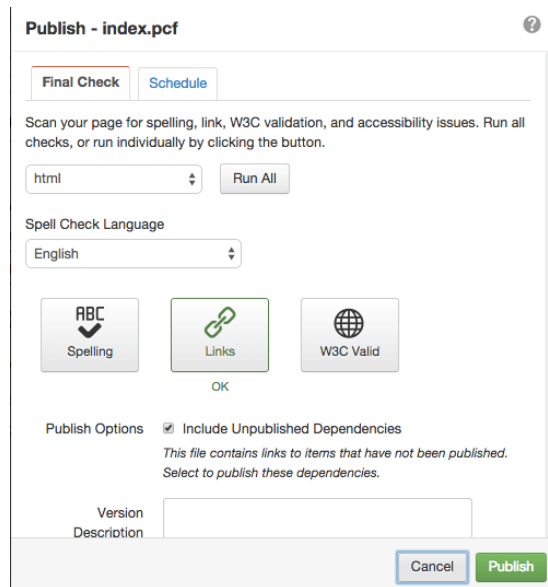 Publish - index.pcf
?
Final Check
Schedule
Scan your page for spelling, link, W3C validation, and accessibility issues. Run all
checks, or run individually by clicking the button.
html
Run All
Spell Check Language
English
ABC
Spelling
Links
W3C Valid
OK
Publish Options
Include Unpublished Dependencies
This file contains links to items that have not been published.
Select to publish these dependencies.
Version
Description
Cancel
Publish